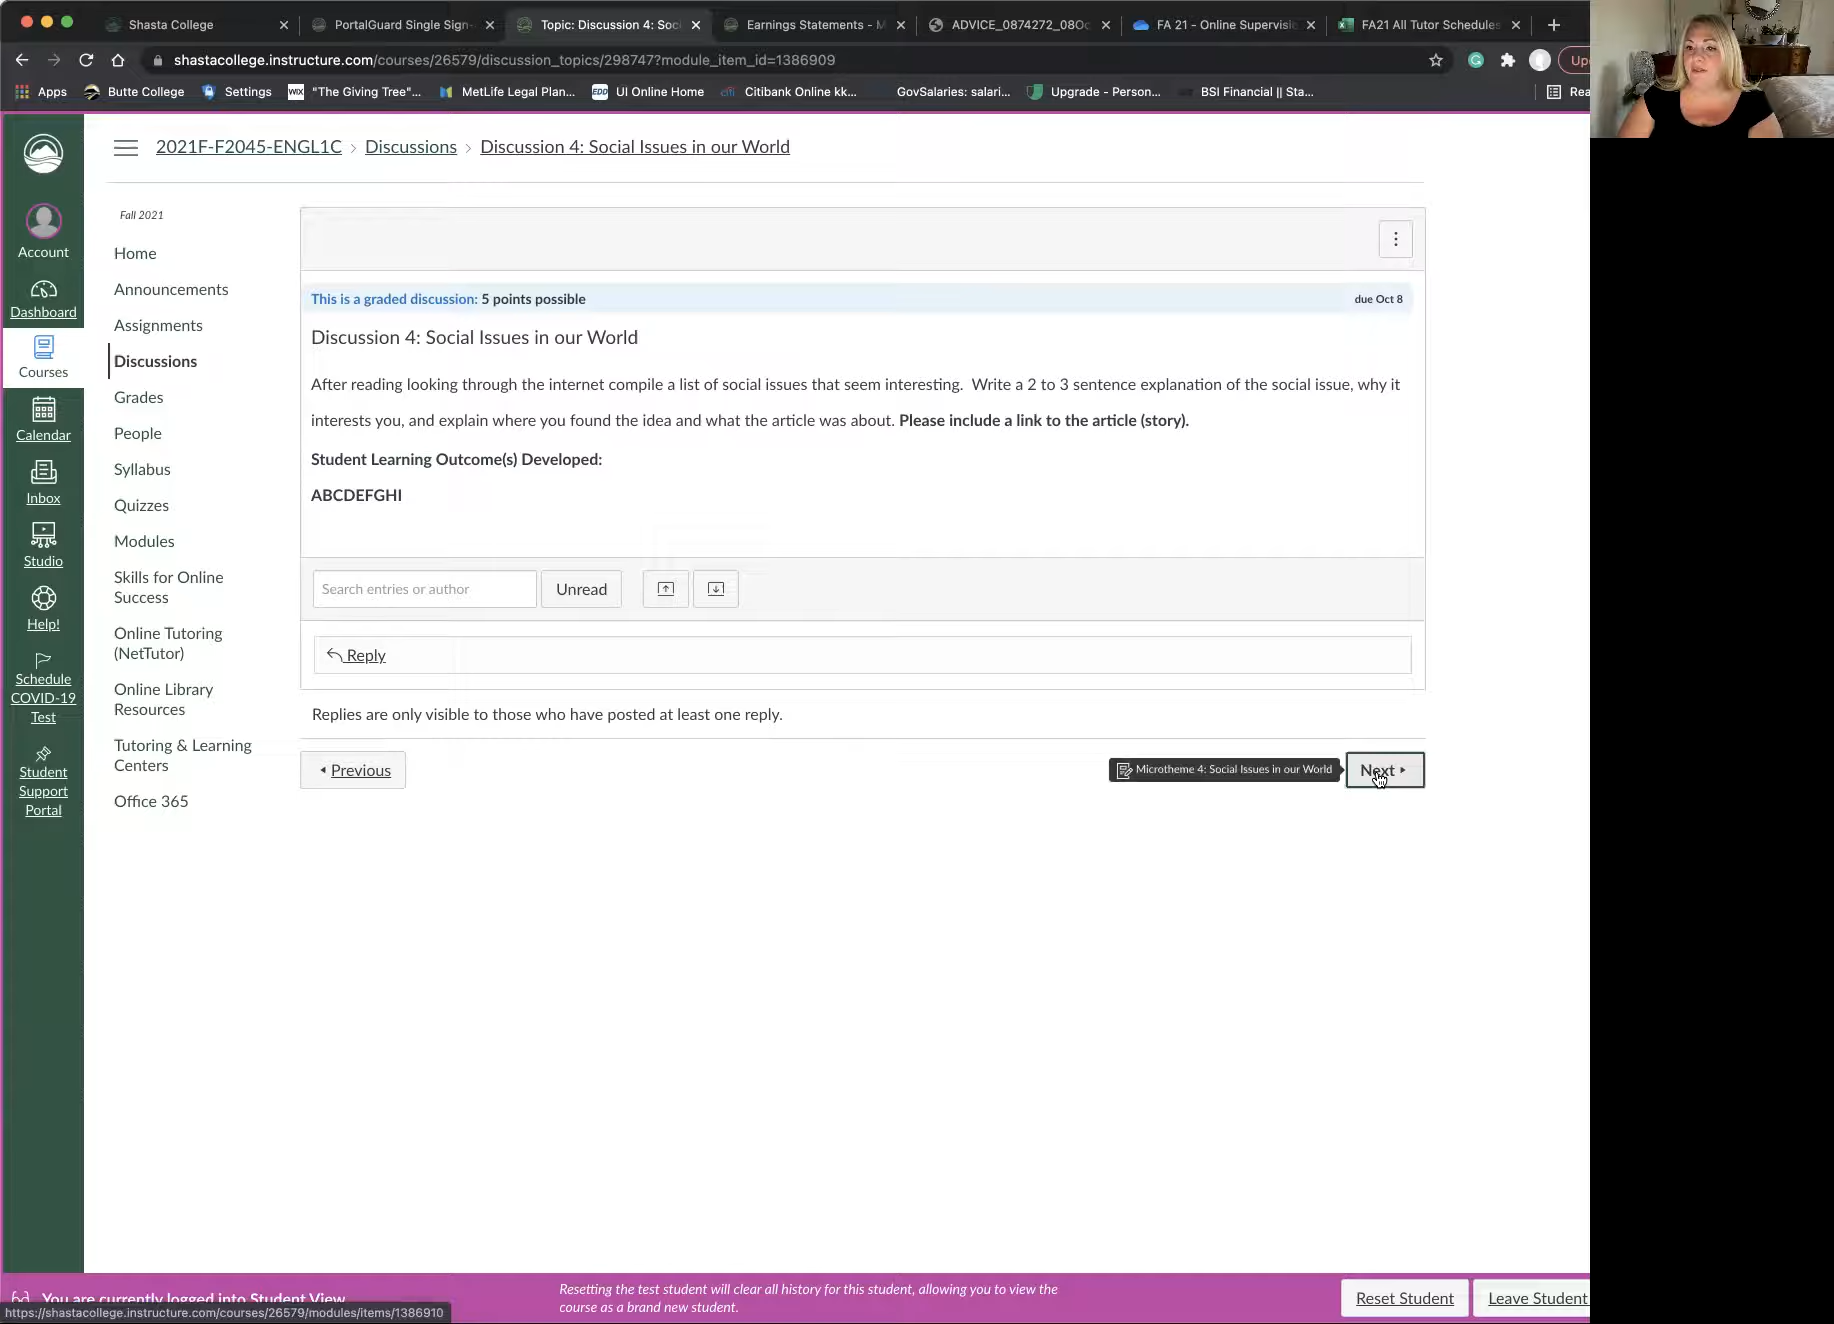 Shasta College
PortalGuard Single Sign-
Topic: Discussion 4: Soc
Earnings Statements - M
ADVICE_0874272_08Oc
FA 21 - Online Supervisi
FA21 All Tutor Schedules
shastacollege.instructure.com/courses/26579/discussion_topics/298747?module_item_id=1386909
Apps
Butte College
Settings
WIX "The Giving Tree"...
MetLife Legal Plan...
EDD UI Online Home
citi Citibank Online kk...
GovSalaries: salari...
Upgrade - Person...
BSI Financial || Sta...
2021F-F2045-ENGL1C › Discussions › Discussion 4: Social Issues in our World
Account
Dashboard
Courses
Calendar
Inbox
Studio
Help!
Schedule
COVID-19
Test
Student
Support
Portal
Fall 2021
Home
Announcements
Assignments
Discussions
Grades
People
Syllabus
Quizzes
Modules
Skills for Online
Success
Online Tutoring
(NetTutor)
Online Library
Resources
Tutoring & Learning
Centers
Office 365
This is a graded discussion: 5 points possible
due Oct 8
Discussion 4: Social Issues in our World
After reading looking through the internet compile a list of social issues that seem interesting.  Write a 2 to 3 sentence explanation of the social issue, why it
interests you, and explain where you found the idea and what the article was about. Please include a link to the article (story).
Student Learning Outcome(s) Developed:
ABCDEFGHI
Search entries or author
Unread
Reply
Replies are only visible to those who have posted at least one reply.
Previous
Microtheme 4: Social Issues in our World
Next
You are currently logged into Student View
https://shastacollege.instructure.com/courses/26579/modules/items/1386910
Resetting the test student will clear all history for this student, allowing you to view the
course as a brand new student.
Reset Student
Leave Student